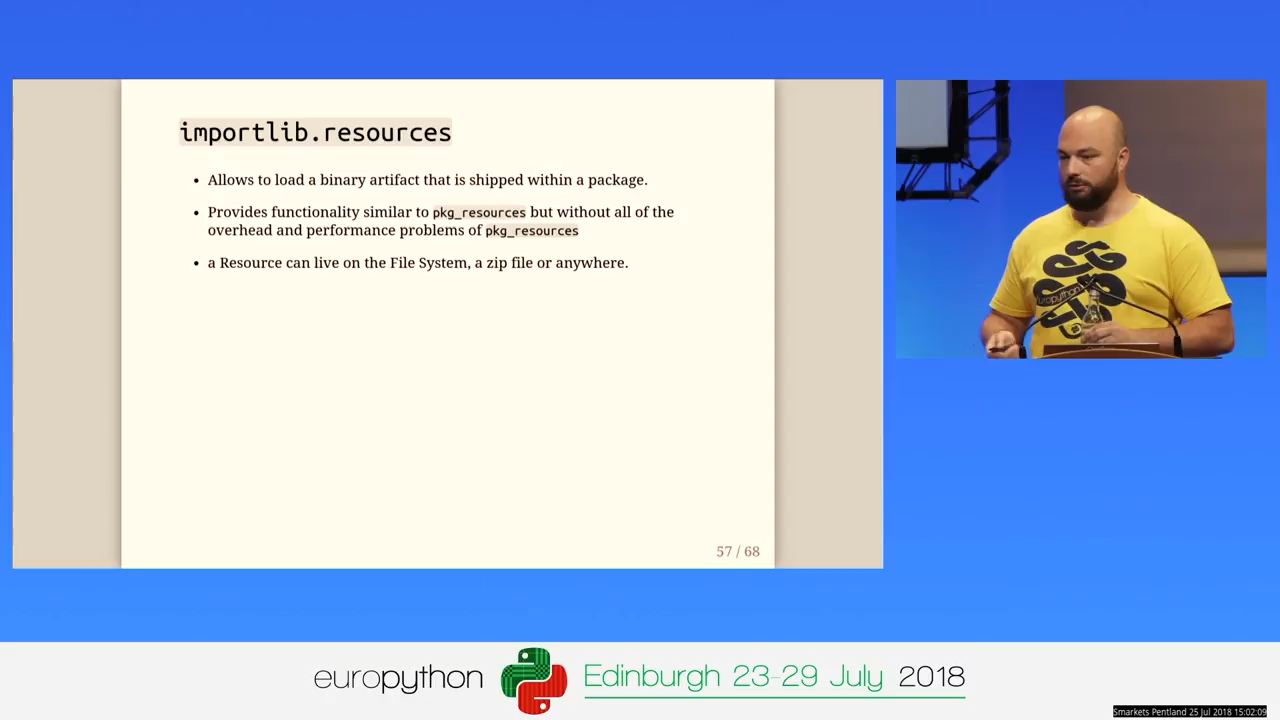 importlib.resources
• Allows to load a binary artifact that is shipped within a package.
• Provides functionality similar to pkg_resources but without all of the
overhead and performance problems of pkg_resources
• a Resource can live on the File System, a zip file or anywhere.
57 / 68
europython
europython
Edinburgh 23-29 July 2018
Smarkets Pentland 25 Jul 2018 15:02:09